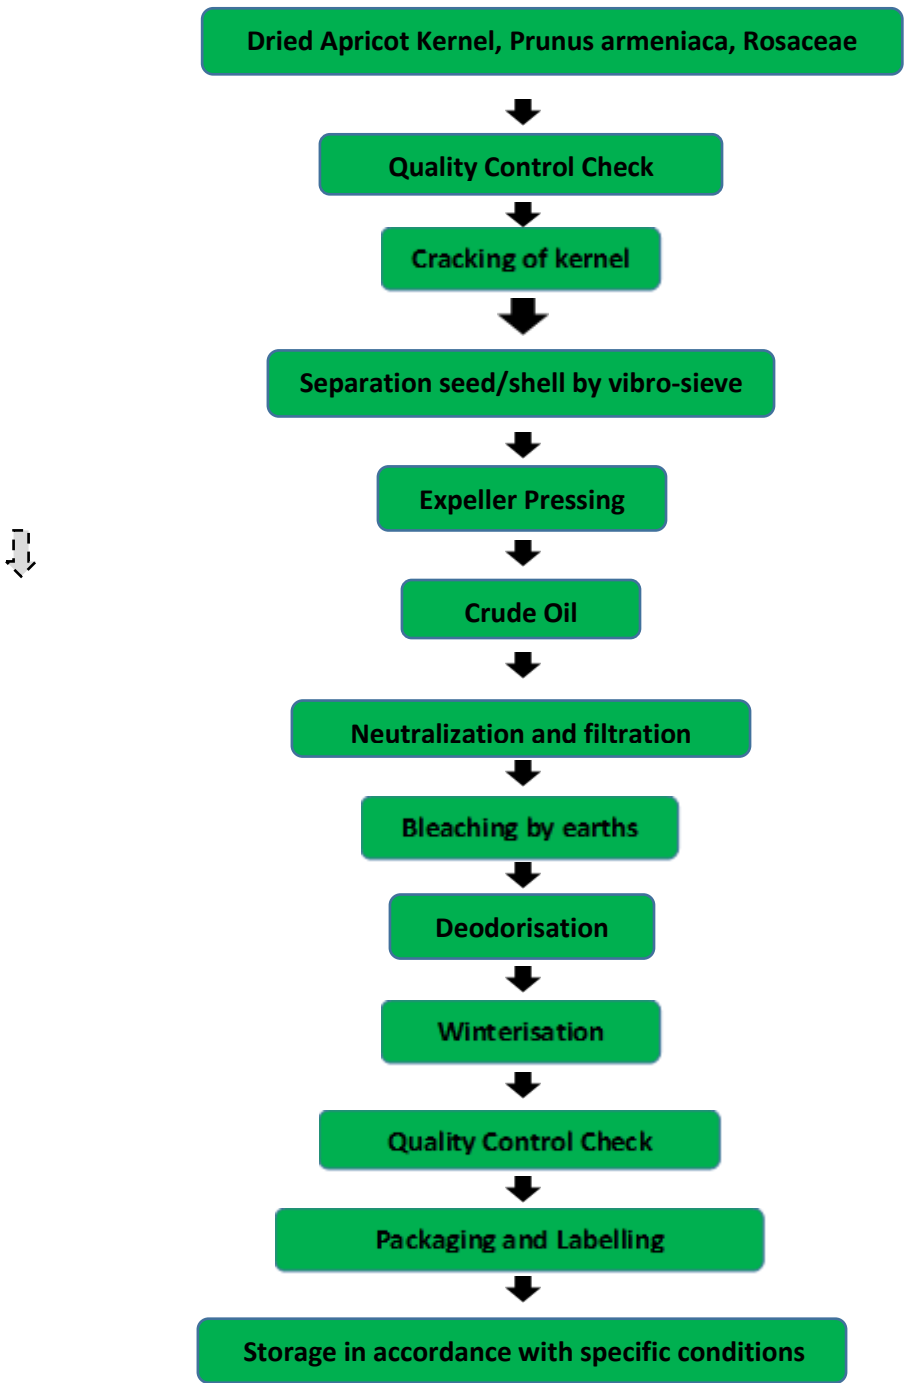 Dried Apricot Kernel, Prunus armeniaca, Rosaceae
Quality Control Check
Cracking of kernel
Separation seed/shell by vibro-sieve
Expeller Pressing
Crude Oil
Neutralization and filtration
Bleaching by earths
Deodorisation
Winterisation
Quality Control Check
Packaging and Labelling
Storage in accordance with specific conditions